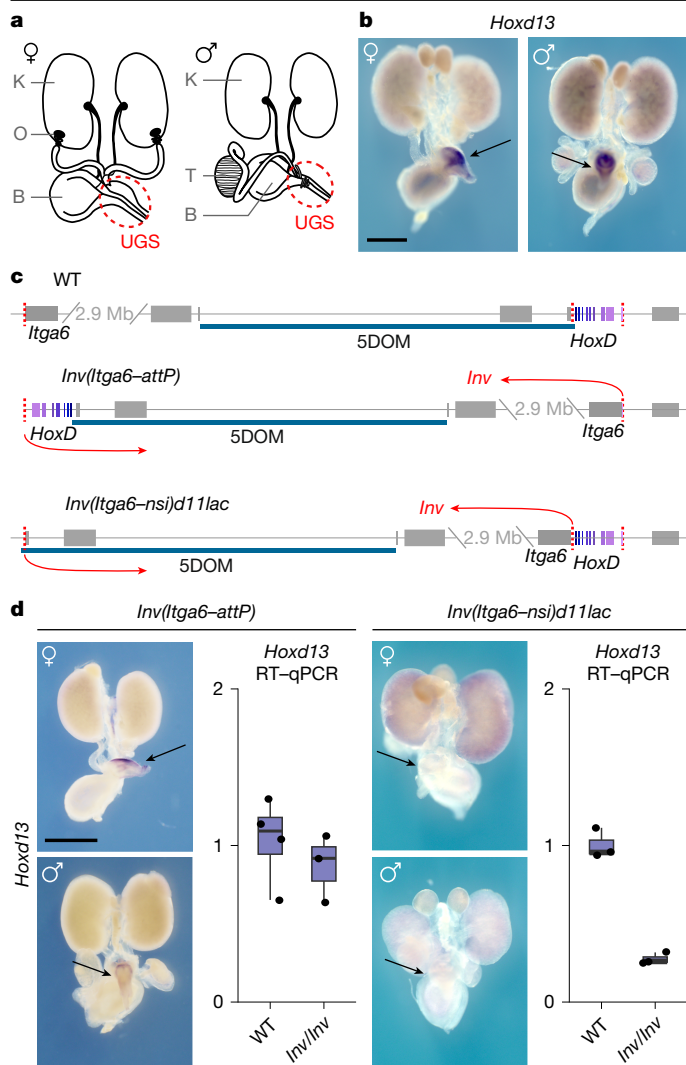 a
♀
♂
K
K
O
T
B
B
UGS
UGS
b
Hoxd13
♀
♂
c
WT
2.9 Mb
Itga6
5DOM
HoxD
Inv(Itga6–attP)
Inv
2.9 Mb
HoxD
5DOM
Itga6
Inv(Itga6–nsi)d11lac
Inv
2.9 Mb
Itga6
HoxD
5DOM
d
Inv(Itga6–attP)
Inv(Itga6–nsi)d11lac
Hoxd13
♀
♂
Hoxd13
RT–qPCR
2
1
0
WT
Inv/Inv
♀
♂
Hoxd13
RT–qPCR
2
1
0
WT
Inv/Inv